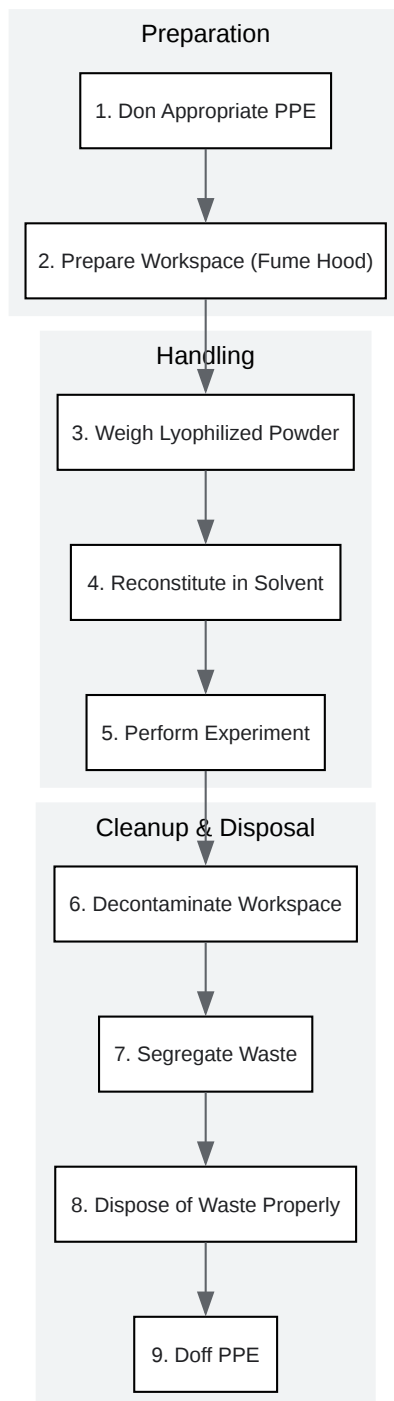 Preparation
1. Don Appropriate PPE
2. Prepare Workspace (Fume Hood)
Handling
3. Weigh Lyophilized Powder
4. Reconstitute in Solvent
5. Perform Experiment
Cleanup & Disposal
6. Decontaminate Workspace
7. Segregate Waste
8. Dispose of Waste Properly
9. Doff PPE